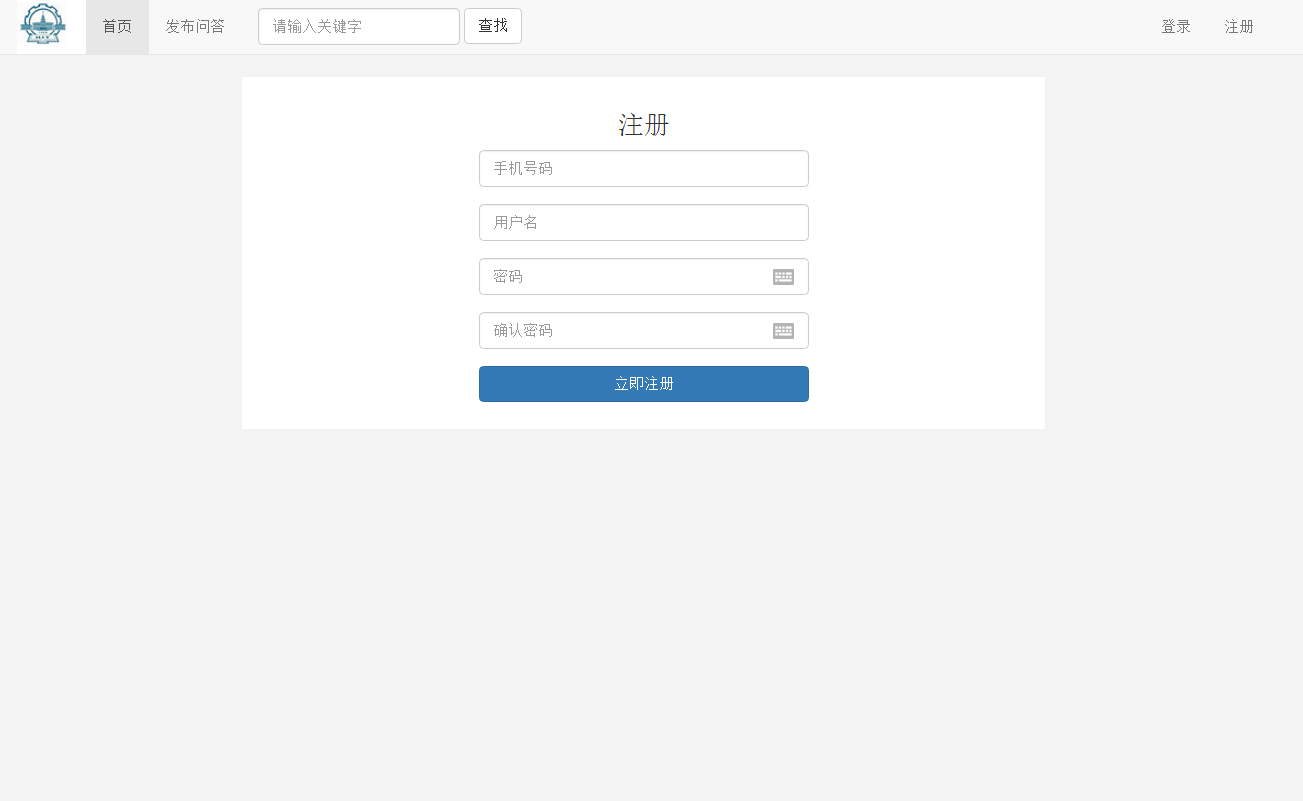 首页 发布问答 请输入关键字 查找 登录 注册
注册
手机号码
用户名
密码
确认密码
立即注册